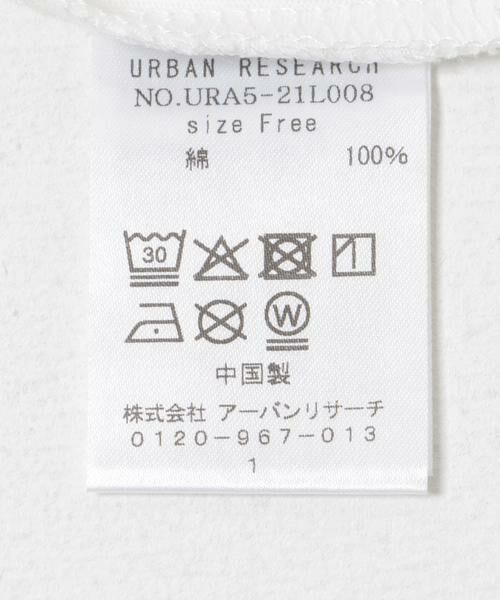 URBAN RESEARCH
NO.URA5-21L008
size Free
綿 100%
30
W
中国製
株式会社 アーバンリサーチ
0120-967-013
1